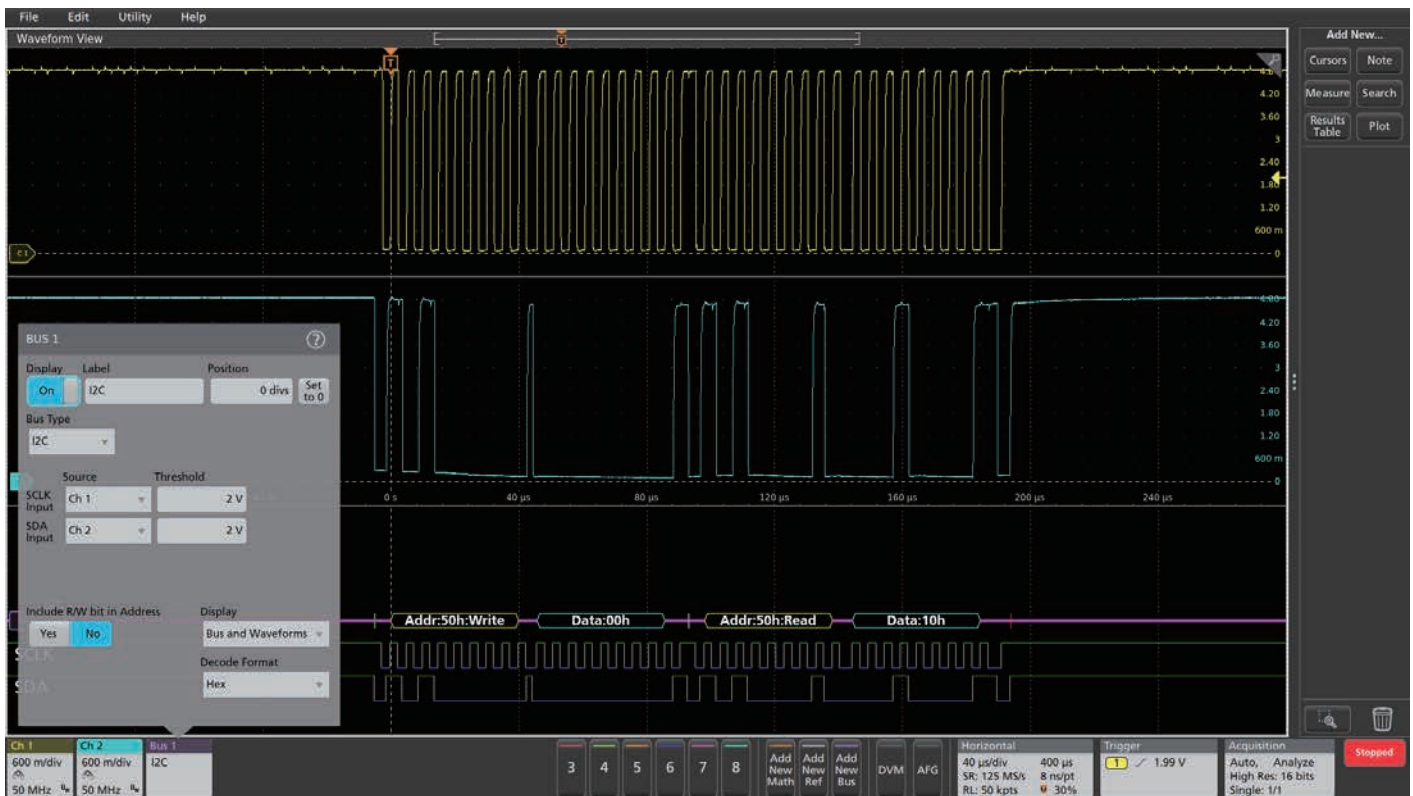 File Edit Utility Help
Waveform View
Add New...
Cursors Note
Measure Search
Results Table Plot
T
T
4.20
3.60
3
2.40
1.80
1.20
600 m
0
C1
4.80
4.20
3.60
3
2.40
1.80
1.20
600 m
0
0 s 40 µs 80 µs 120 µs 160 µs 200 µs 240 µs
BUS 1 ?
Display Label Position
On I2C 0 divs Set to 0
Bus Type
I2C
Source Threshold
SCLK Input Ch 1 2 V
SDA Input Ch 2 2 V
Include R/W bit in Address Display
Yes No Bus and Waveforms
Decode Format
Hex
Addr:50h:Write Data:00h Addr:50h:Read Data:10h
SCLK
SDA
Ch 1
600 mV/div
50 MHz
Ch 2
600 mV/div
50 MHz
Bus 1
I2C
3 4 5 6 7 8
Add New Math
Add New Ref
Add New Bus
DVM AFG
Horizontal
40 µs/div 400 µs
SR: 125 MS/s 8 ns/pt
RL: 50 kpts 30%
Trigger
1 1.99 V
Acquisition
Auto, Analyze
High Res: 16 bits
Single: 1/1
Stopped